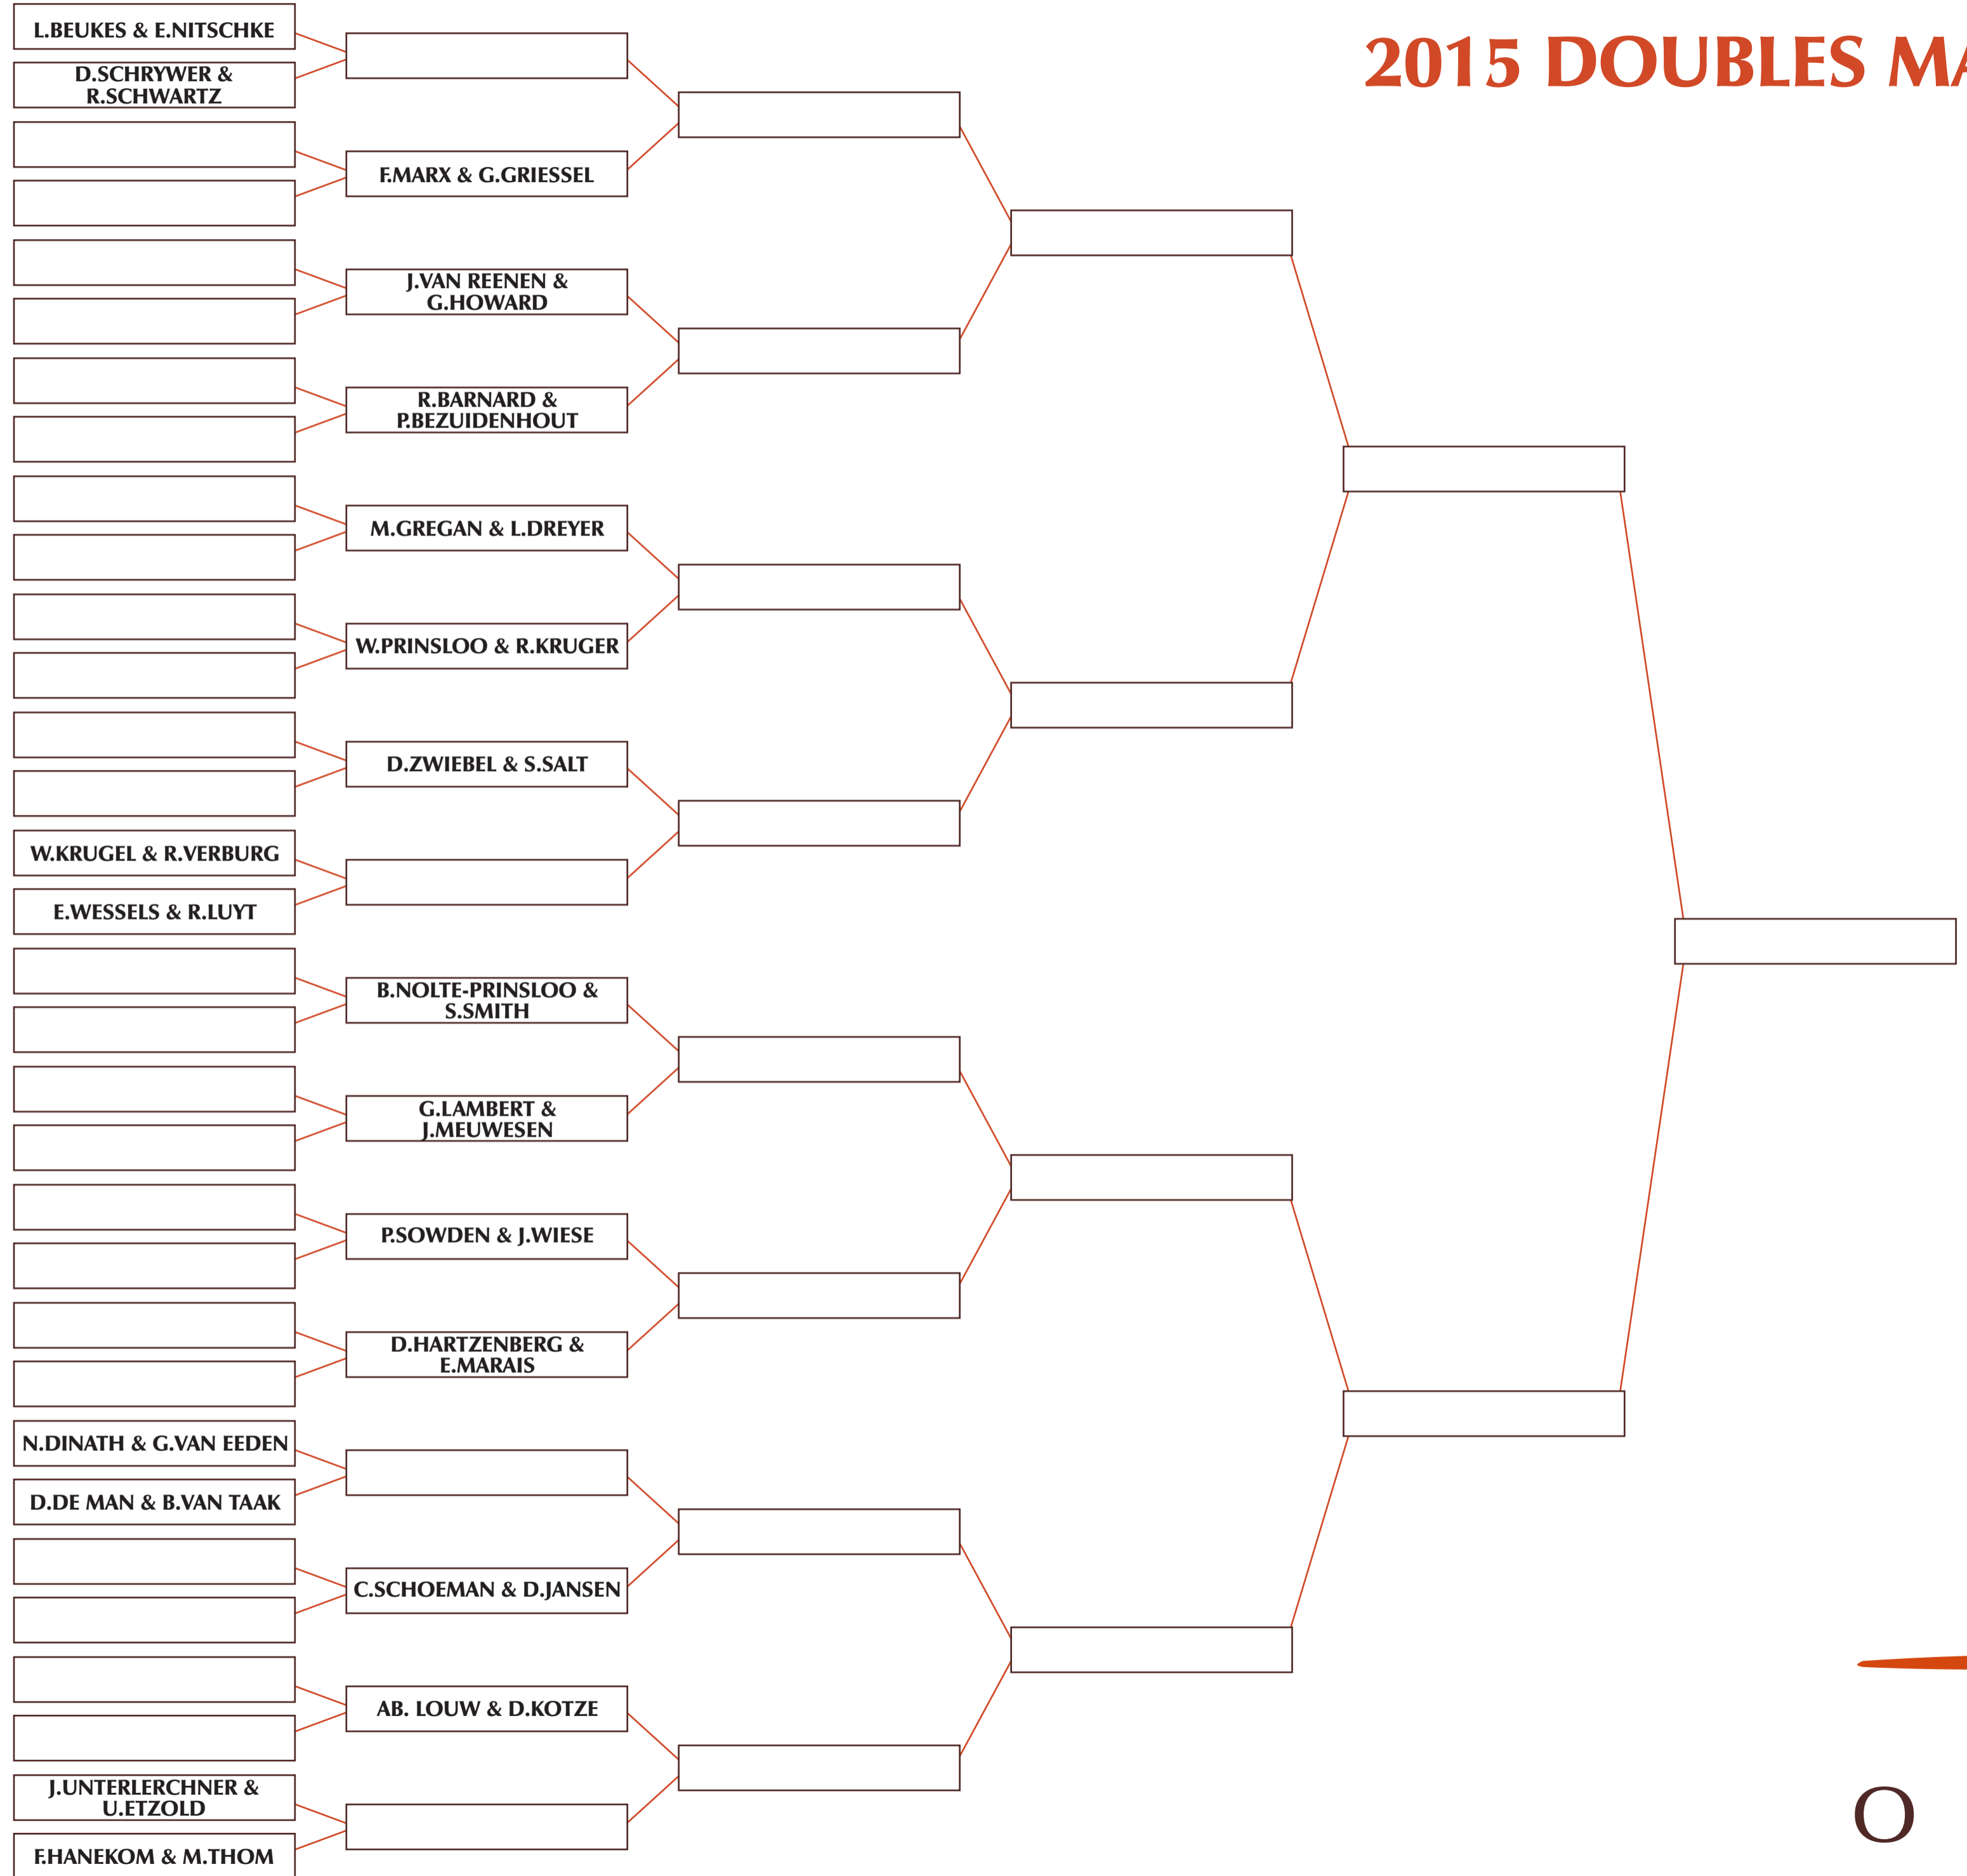 2015 DOUBLES MA
L.BEUKES & E.NITSCHKE
D.SCHRYWER &
R.SCHWARTZ
W.KRUGEL & R.VERBURG
E.WESSELS & R.LUYT
N.DINATH & G.VAN EEDEN
D.DE MAN & B.VAN TAAK
J.UNTERLERCHNER &
U.ETZOLD
F.HANEKOM & M.THOM
F.MARX & G.GRIESSEL
J.VAN REENEN &
G.HOWARD
R.BARNARD &
P.BEZUIDENHOUT
M.GREGAN & L.DREYER
W.PRINSLOO & R.KRUGER
D.ZWIEBEL & S.SALT
B.NOLTE-PRINSLOO &
S.SMITH
G.LAMBERT &
J.MEUWESEN
P.SOWDEN & J.WIESE
D.HARTZENBERG &
E.MARAIS
C.SCHOEMAN & D.JANSEN
AB. LOUW & D.KOTZE
O